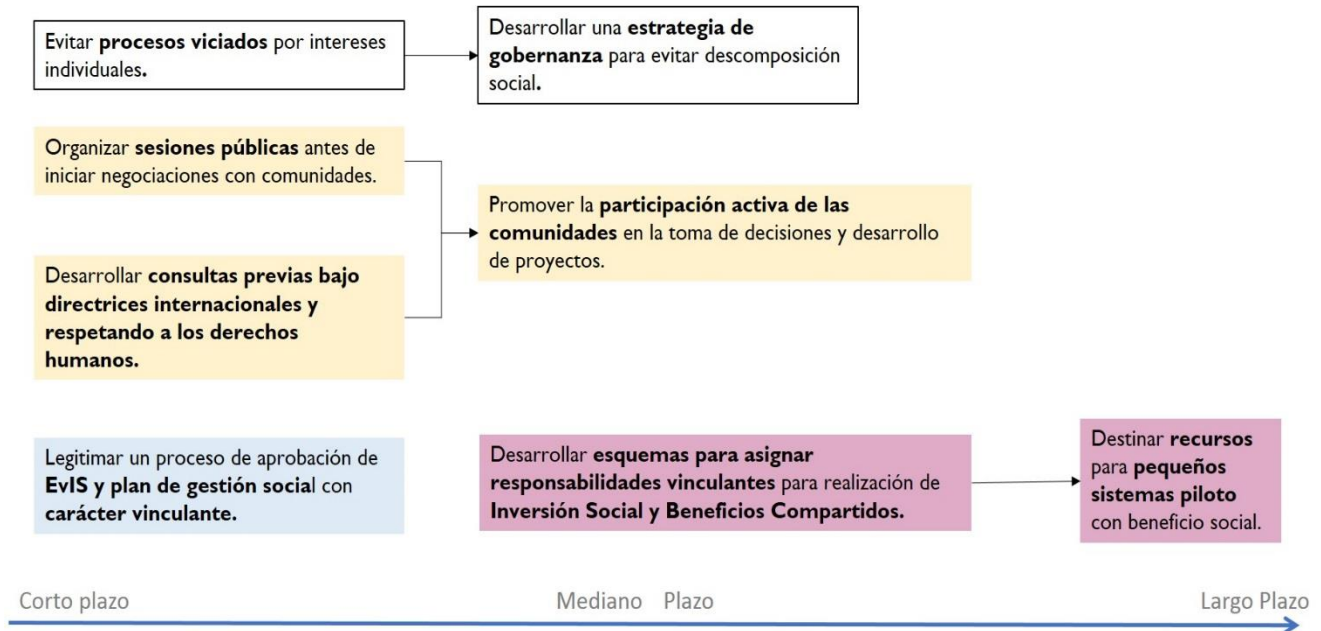 Evitar procesos viciados por intereses
individuales.
Desarrollar una estrategia de
gobernanza para evitar descomposición
social.
Organizar sesiones públicas antes de
iniciar negociaciones con comunidades.
Promover la participación activa de las
comunidades en la toma de decisiones y desarrollo
de proyectos.
Desarrollar consultas previas bajo
directrices internacionales y
respetando a los derechos
humanos.
Legitimar un proceso de aprobación de
EvIS y plan de gestión social con
carácter vinculante.
Desarrollar esquemas para asignar
responsabilidades vinculantes para realización de
Inversión Social y Beneficios Compartidos.
Destinar recursos
para pequeños
sistemas piloto
con beneficio social.
Corto plazo
Mediano Plazo
Largo Plazo